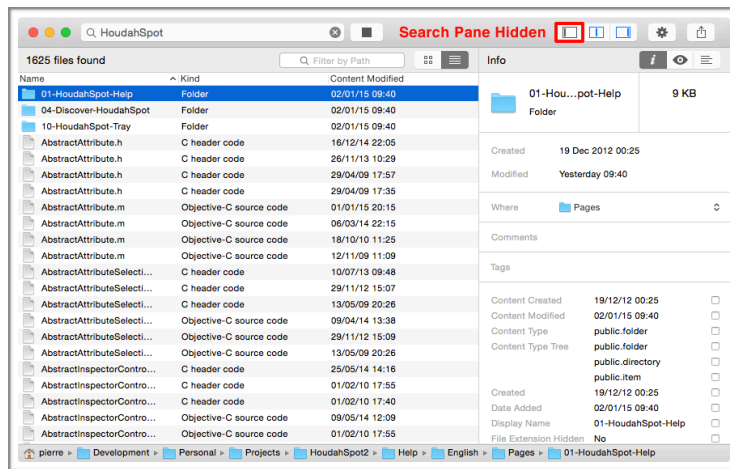 HoudahSpot Search Pane Hidden
1625 files found Filter by Path Info
Name Kind Content Modified
01-HoudahSpot-Help Folder 02/01/15 09:40
04-Discover-HoudahSpot Folder 02/01/15 09:40
10-HoudahSpot-Tray Folder 02/01/15 09:40
AbstractAttribute.h C header code 16/12/14 22:05
AbstractAttribute.h C header code 26/11/13 10:29
AbstractAttribute.h C header code 29/04/09 17:57
AbstractAttribute.h C header code 29/04/09 17:35
AbstractAttribute.m Objective-C source code 01/01/15 20:15
AbstractAttribute.m Objective-C source code 06/03/14 22:15
AbstractAttribute.m Objective-C source code 18/10/10 11:25
AbstractAttribute.m Objective-C source code 12/11/09 11:09
AbstractAttributeSelecti... C header code 10/07/13 09:48
AbstractAttributeSelecti... C header code 29/11/12 15:07
AbstractAttributeSelecti... C header code 13/05/09 20:26
AbstractAttributeSelecti... Objective-C source code 09/04/14 13:38
AbstractAttributeSelecti... Objective-C source code 29/11/12 15:09
AbstractAttributeSelecti... Objective-C source code 13/05/09 20:26
AbstractInspectorContro... C header code 25/05/14 14:16
AbstractInspectorContro... C header code 01/02/10 17:55
AbstractInspectorContro... C header code 01/02/10 17:40
AbstractInspectorContro... Objective-C source code 09/05/14 12:09
AbstractInspectorContro... Objective-C source code 01/02/10 17:55
01-Hou...pot-Help 9 KB
Folder
Created 19 Dec 2012 00:25
Modified Yesterday 09:40
Where Pages
Comments
Tags
Content Created 19/12/12 00:25
Content Modified 02/01/15 09:40
Content Type public.folder
Content Type Tree public.folder
public.directory
public.item
Created 19/12/12 00:25
Date Added 02/01/15 09:40
Display Name 01-HoudahSpot-Help
File Extension Hidden No
pierre Development Personal Projects HoudahSpot2 Help English Pages 01-HoudahSpot-Help